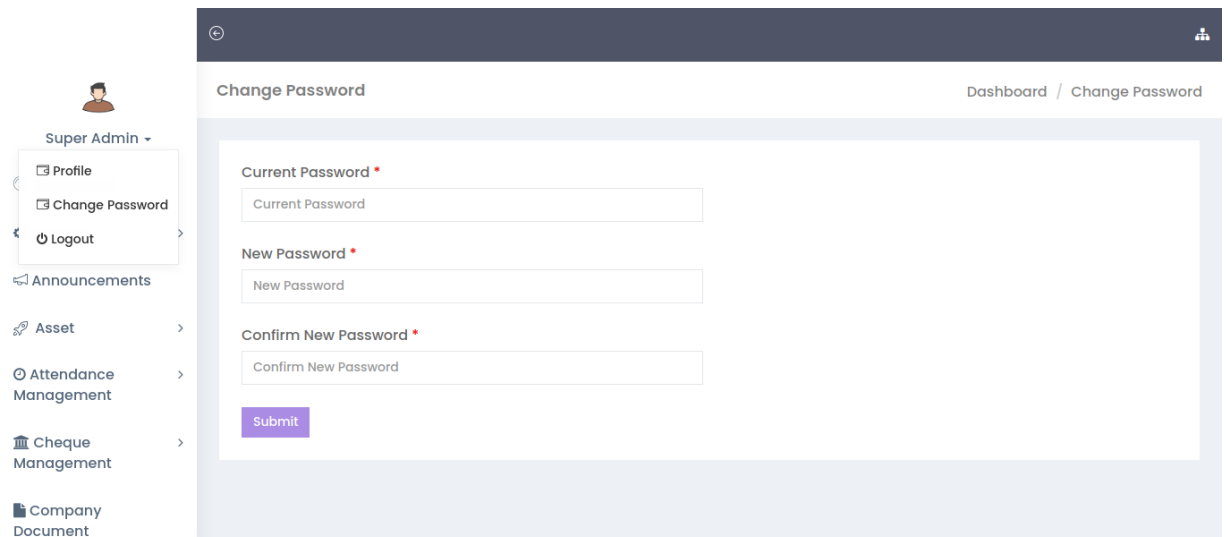 Super Admin
Profile
Change Password
Logout
Announcements
Asset
Attendance
Management
Cheque
Management
Company
Document
Change Password
Dashboard / Change Password
Current Password *
Current Password
New Password *
New Password
Confirm New Password *
Confirm New Password
Submit